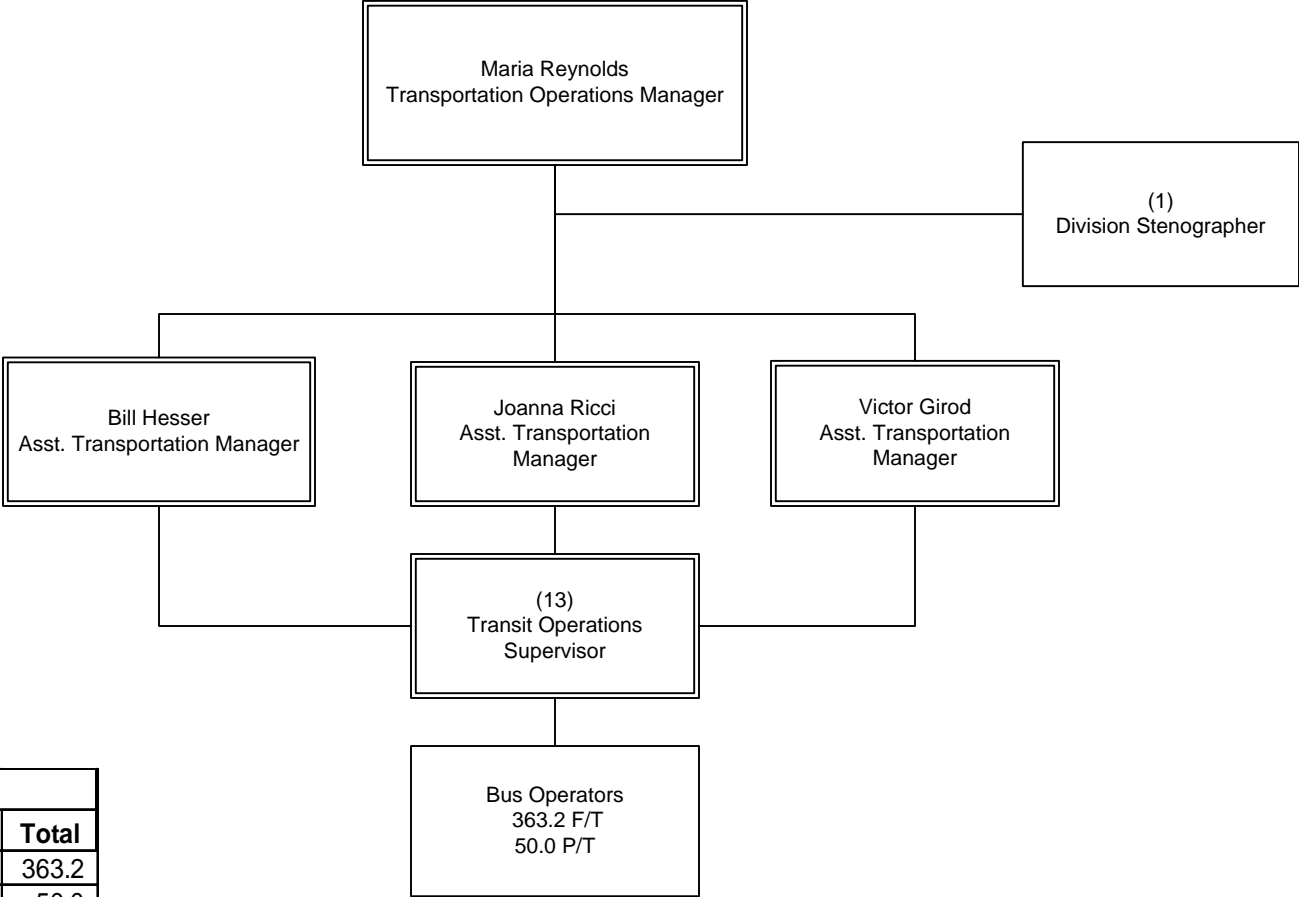 Maria Reynolds
Transportation Operations Manager
(1)
Division Stenographer
Bill Hesser
Asst. Transportation Manager
Joanna Ricci
Asst. Transportation
Manager
Victor Girod
Asst. Transportation
Manager
(13)
Transit Operations
Supervisor
Bus Operators
363.2 F/T
50.0 P/T
Total
363.2